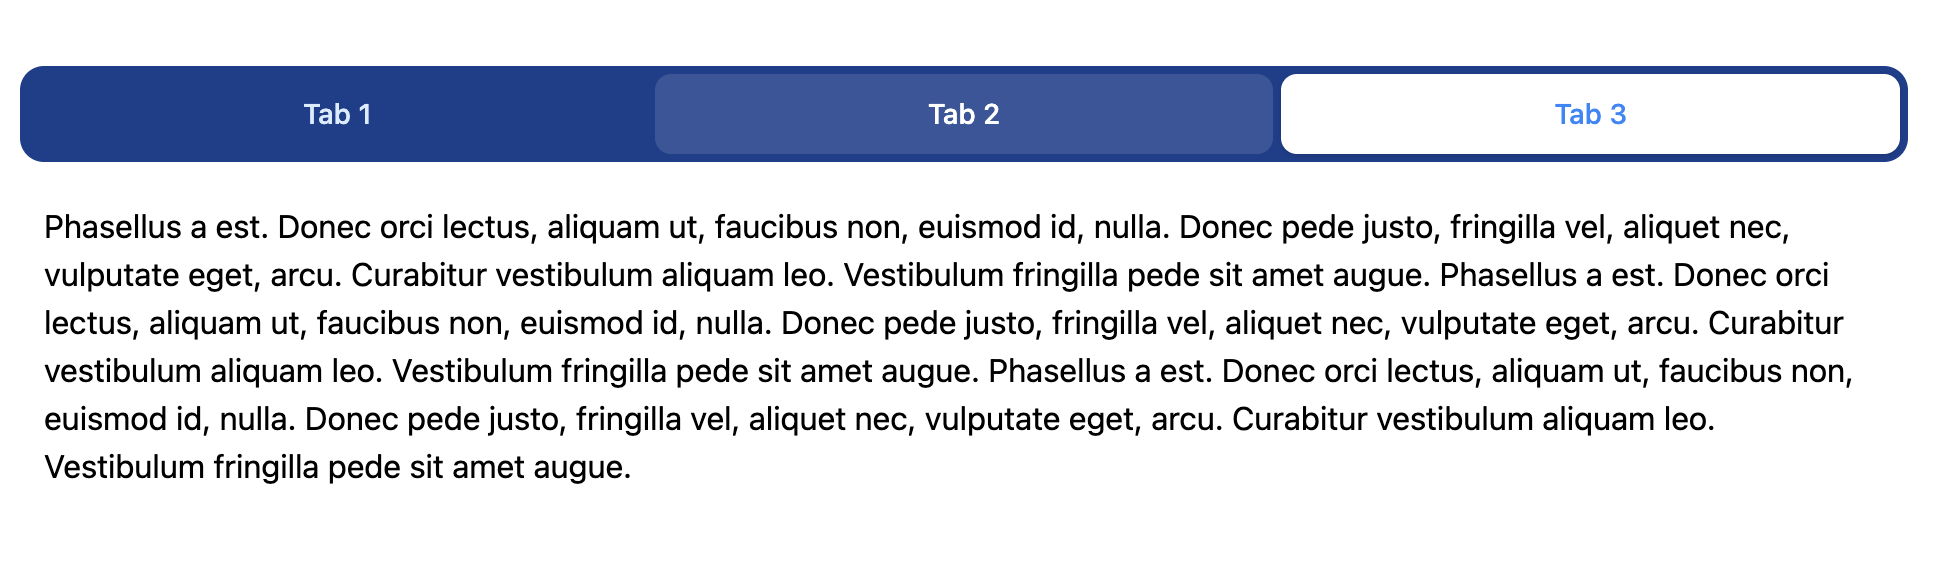 Tab 1 Tab 2 Tab 3
Phasellus a est. Donec orci lectus, aliquam ut, faucibus non, euismod id, nulla. Donec pede justo, fringilla vel, aliquet nec,
vulputate eget, arcu. Curabitur vestibulum aliquam leo. Vestibulum fringilla pede sit amet augue. Phasellus a est. Donec orci
lectus, aliquam ut, faucibus non, euismod id, nulla. Donec pede justo, fringilla vel, aliquet nec, vulputate eget, arcu. Curabitur
vestibulum aliquam leo. Vestibulum fringilla pede sit amet augue. Phasellus a est. Donec orci lectus, aliquam ut, faucibus non,
euismod id, nulla. Donec pede justo, fringilla vel, aliquet nec, vulputate eget, arcu. Curabitur vestibulum aliquam leo.
Vestibulum fringilla pede sit amet augue.